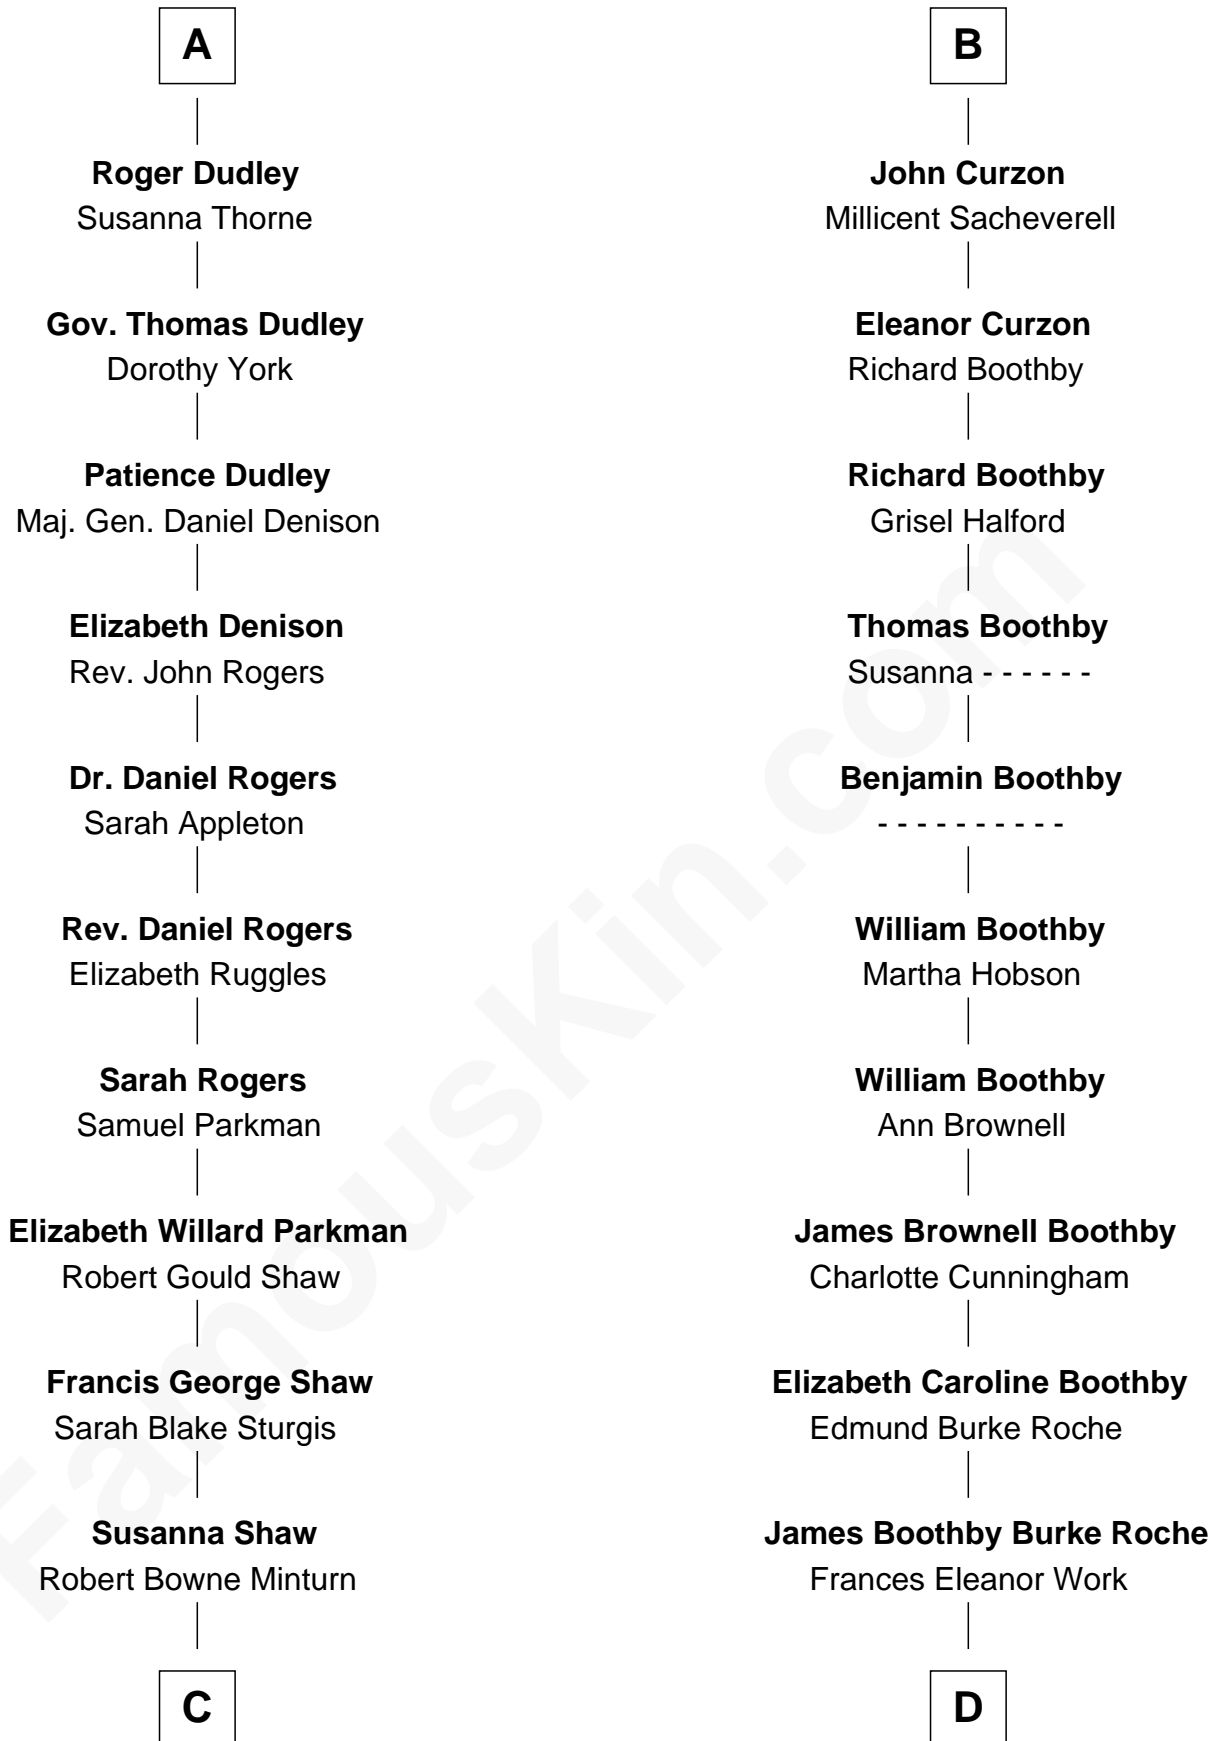 A
Roger Dudley
Susanna Thorne
Gov. Thomas Dudley
Dorothy York
Patience Dudley
Maj. Gen. Daniel Denison
Elizabeth Denison
Rev. John Rogers
Dr. Daniel Rogers
Sarah Appleton
Rev. Daniel Rogers
Elizabeth Ruggles
Sarah Rogers
Samuel Parkman
Elizabeth Willard Parkman
Robert Gould Shaw
Francis George Shaw
Sarah Blake Sturgis
Susanna Shaw
Robert Bowne Minturn
C
B
John Curzon
Millicent Sacheverell
Eleanor Curzon
Richard Boothby
Richard Boothby
Grisel Halford
Thomas Boothby
Susanna - - - - - -
Benjamin Boothby
- - - - - - - - - -
William Boothby
Martha Hobson
William Boothby
Ann Brownell
James Brownell Boothby
Charlotte Cunningham
Elizabeth Caroline Boothby
Edmund Burke Roche
James Boothby Burke Roche
Frances Eleanor Work
D
FamousKin.com